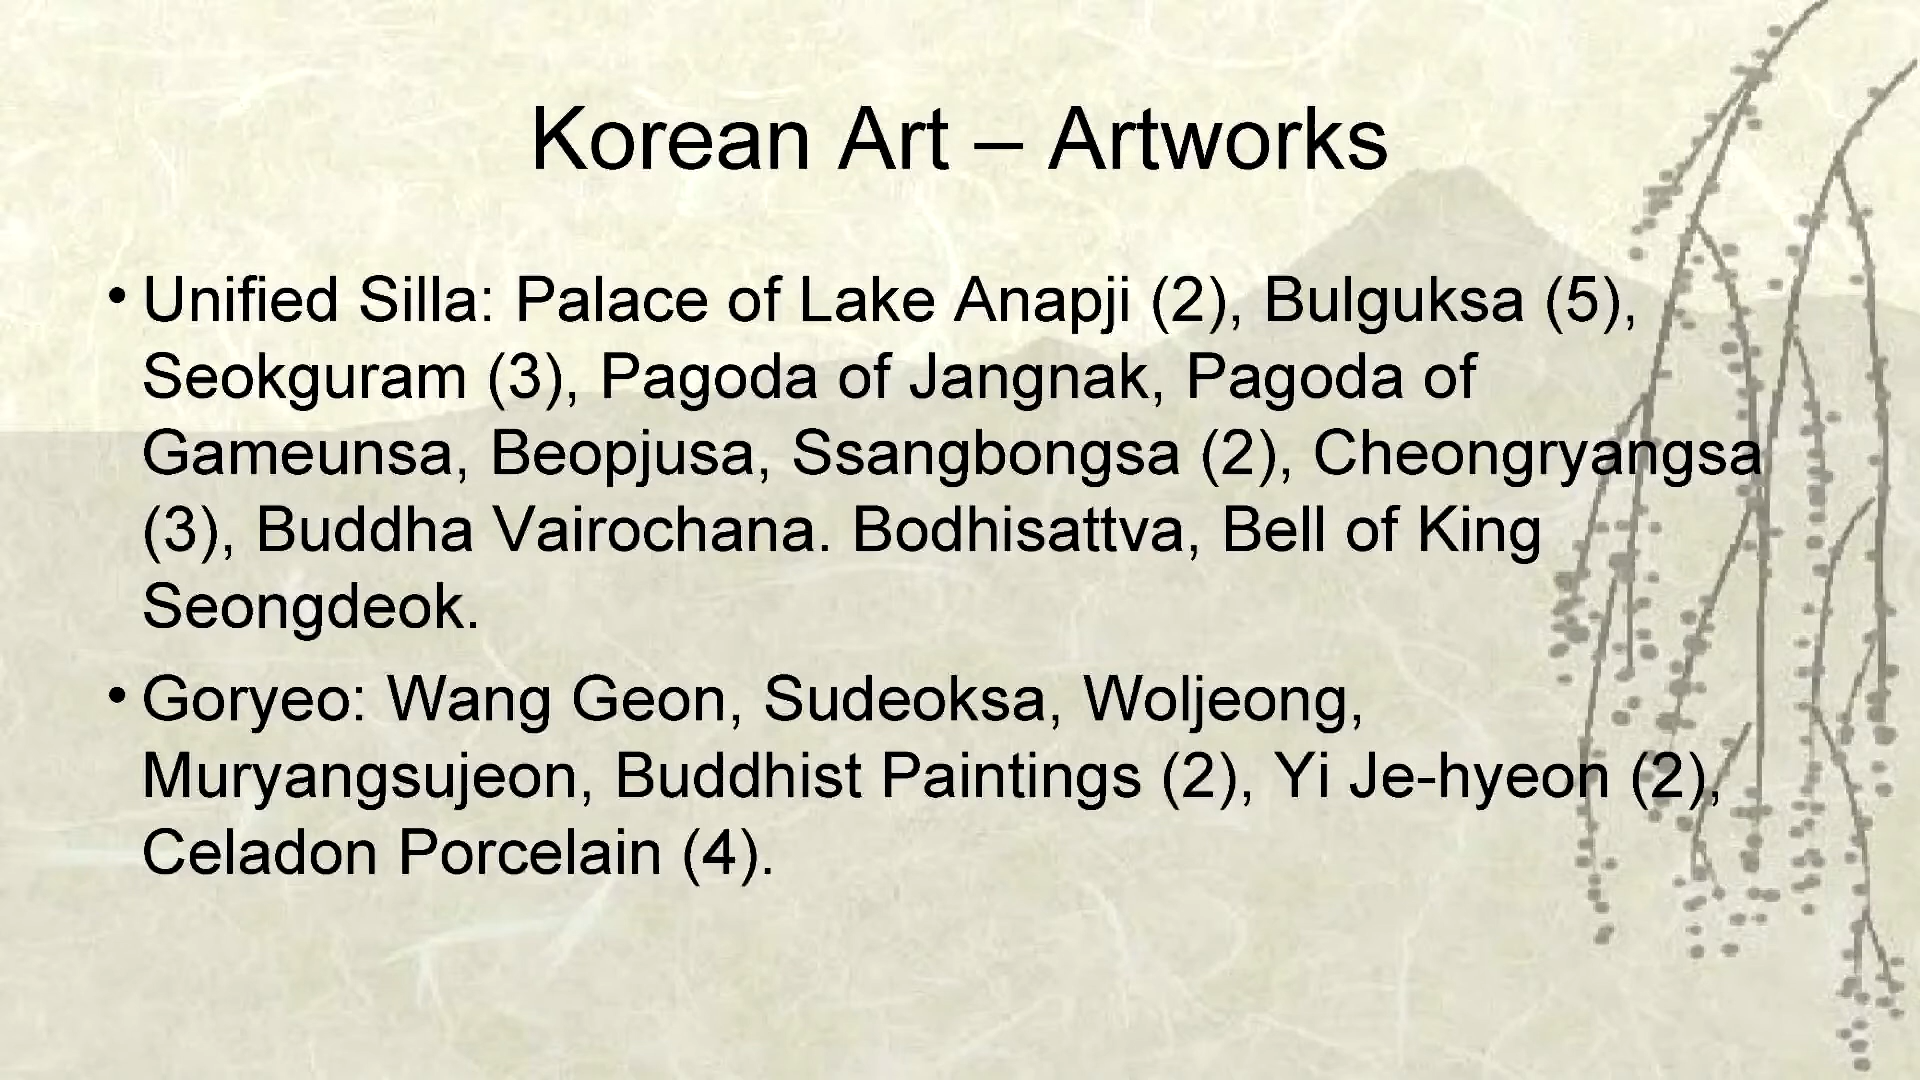 Korean Art – Artworks
• Unified Silla: Palace of Lake Anapji (2), Bulguksa (5),
Seokguram (3), Pagoda of Jangnak, Pagoda of
Gameunsa, Beopjusa, Ssangbongsa (2), Cheongryangsa
(3), Buddha Vairochana. Bodhisattva, Bell of King
Seongdeok.
• Goryeo: Wang Geon, Sudeoksa, Woljeong,
Muryangsujeon, Buddhist Paintings (2), Yi Je-hyeon (2),
Celadon Porcelain (4).